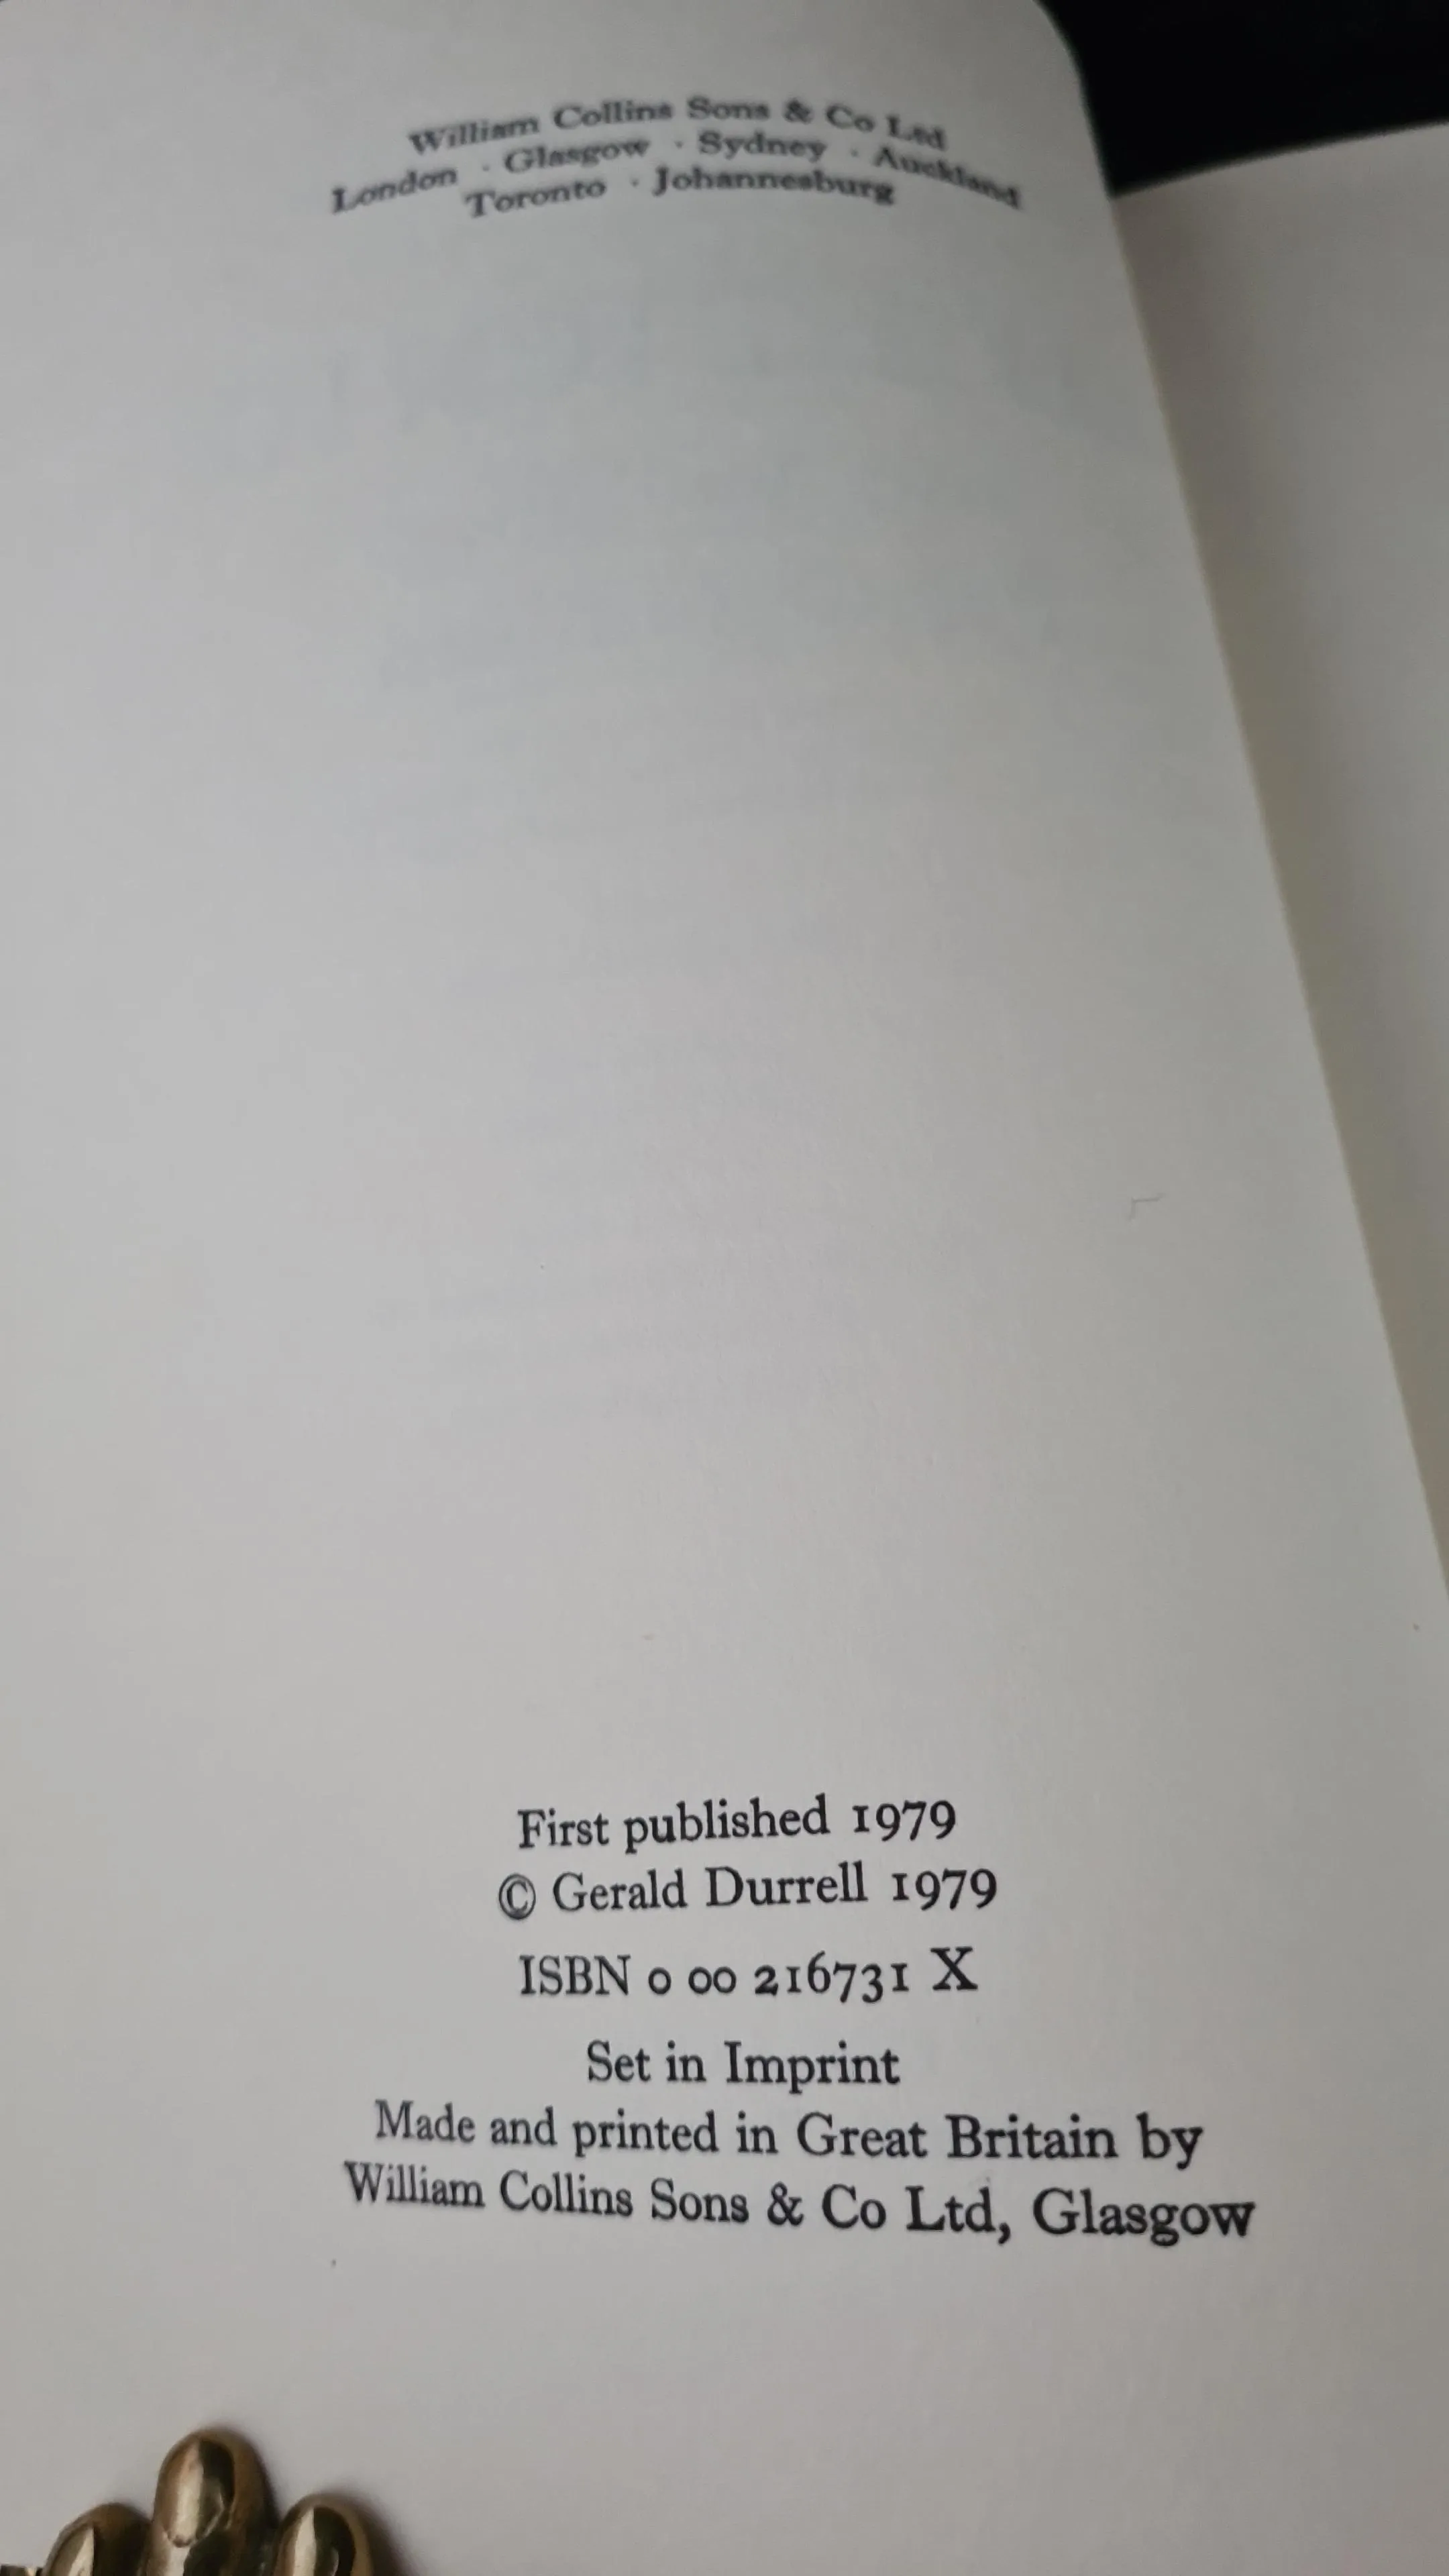 William Collins Sons & Co Ltd
London · Glasgow · Sydney · Auckland
Toronto · Johannesburg
First published 1979
© Gerald Durrell 1979
ISBN 0 00 216731 X
Set in Imprint
Made and printed in Great Britain by
William Collins Sons & Co Ltd, Glasgow